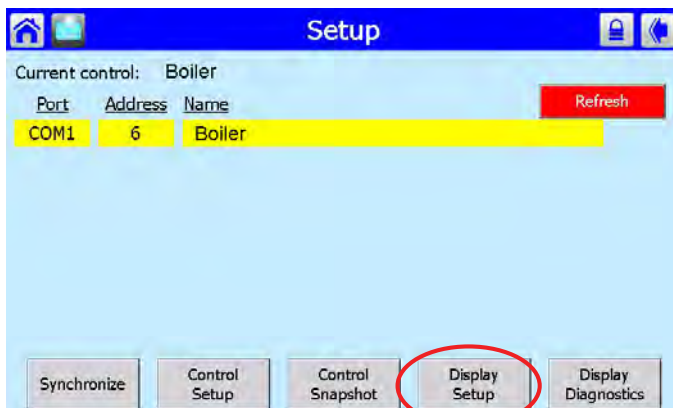 Setup
Current control: Boiler
Port Address Name
Refresh
COM1 6 Boiler
Synchronize
Control
Setup
Control
Snapshot
Display
Setup
Display
Diagnostics